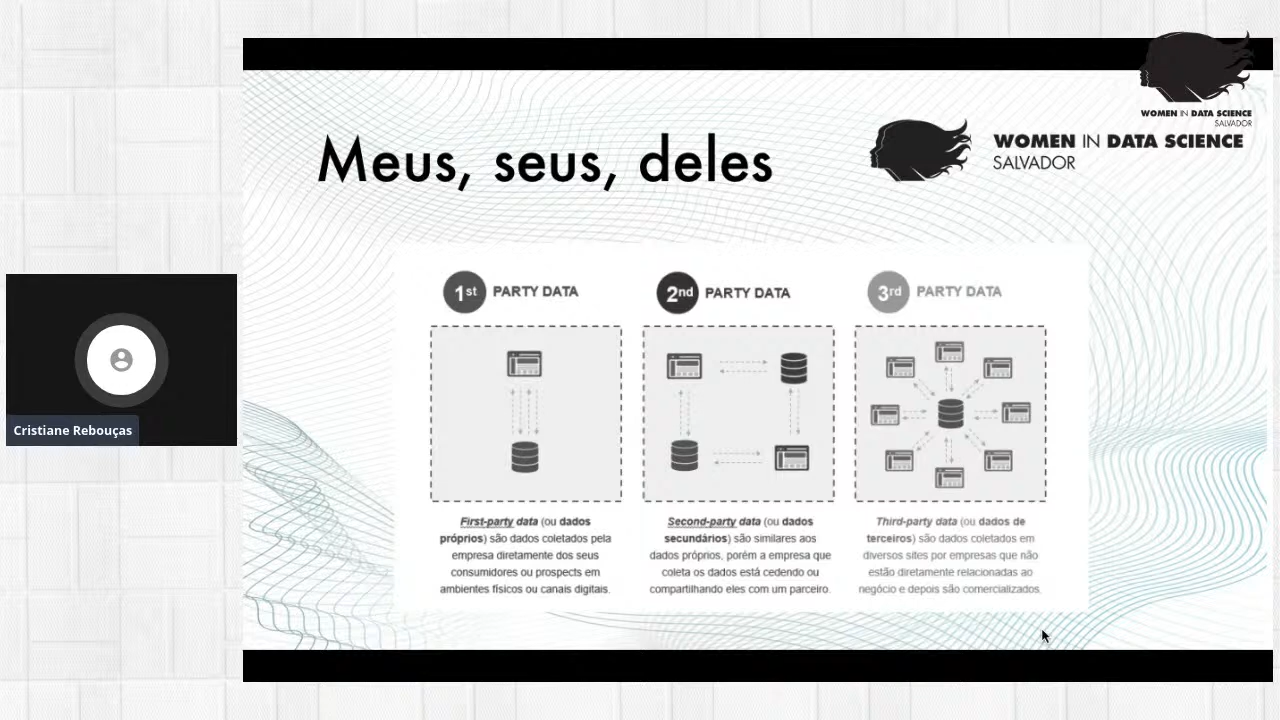 WOMEN IN DATA SCIENCE
SALVADOR
Meus, seus, deles
WOMEN IN DATA SCIENCE
SALVADOR
1st PARTY DATA
2nd PARTY DATA
3rd PARTY DATA
First-party data (ou dados
próprios) são dados coletados pela
empresa diretamente dos seus
consumidores ou prospects em
ambientes físicos ou canais digitais.
Second-party data (ou dados
secundários) são similares aos
dados próprios, porém a empresa que
coleta os dados está cedendo ou
compartilhando eles com um parceiro.
Third-party data (ou dados de
terceiros) são dados coletados em
diversos sites por empresas que não
estão diretamente relacionadas ao
negócio e depois são comercializados.
Cristiane Rebouças